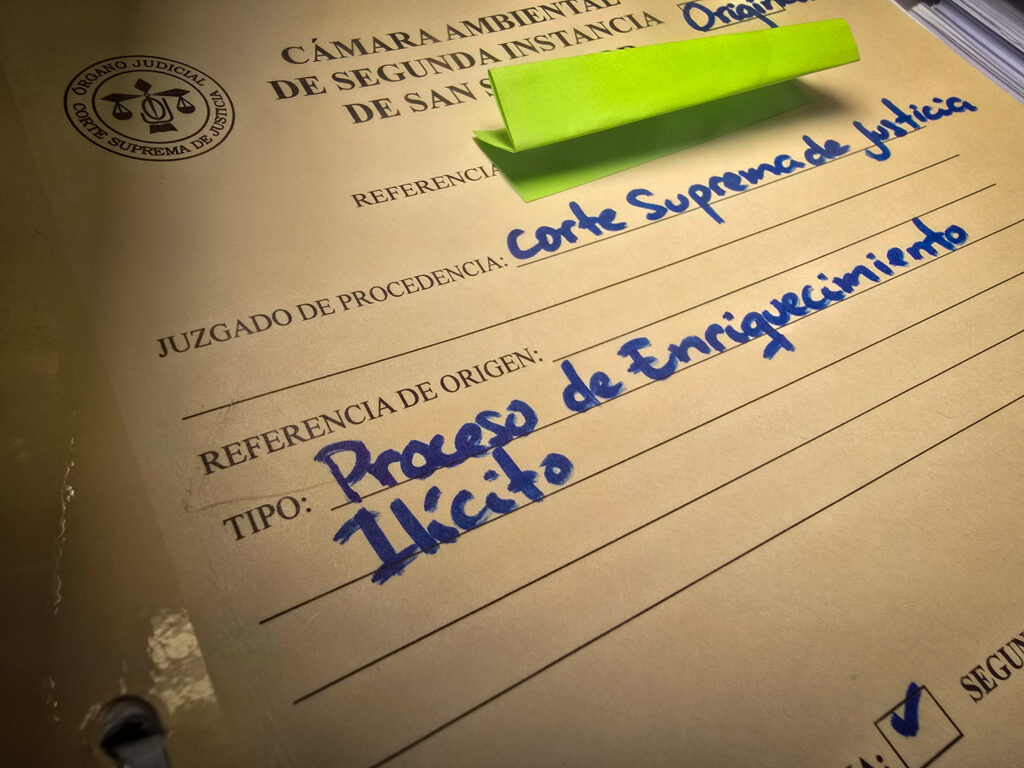 Original
CÁMARA AMBIENTAL
DE SEGUNDA INSTANCIA
DE SAN
ÓRGANO JUDICIAL
CORTE SUPREMA DE JUSTICIA
REFERENCIA
JUZGADO DE PROCEDENCIA: Corte Suprema de Justicia
REFERENCIA DE ORIGEN:
TIPO: Proceso de Enriquecimiento
Ilícito